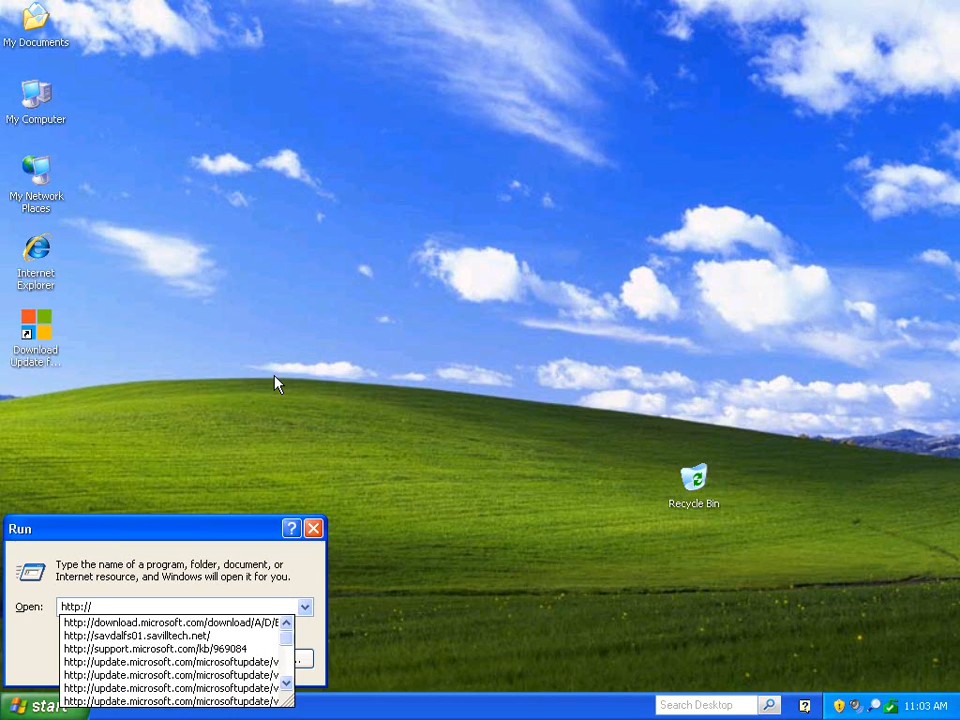 My Documents
My Computer
My Network
Places
Internet
Explorer
Download
Update f...
Recycle Bin
Run
Type the name of a program, folder, document, or
Internet resource, and Windows will open it for you.
Open:
http://
http://download.microsoft.com/download/A/D/E
http://savdalfs01.savilltech.net/
http://support.microsoft.com/kb/969084
http://update.microsoft.com/microsoftupdate/v
http://update.microsoft.com/microsoftupdate/v
http://update.microsoft.com/microsoftupdate/v
http://update.microsoft.com/microsoftupdate/v
start
Search Desktop
11:03 AM